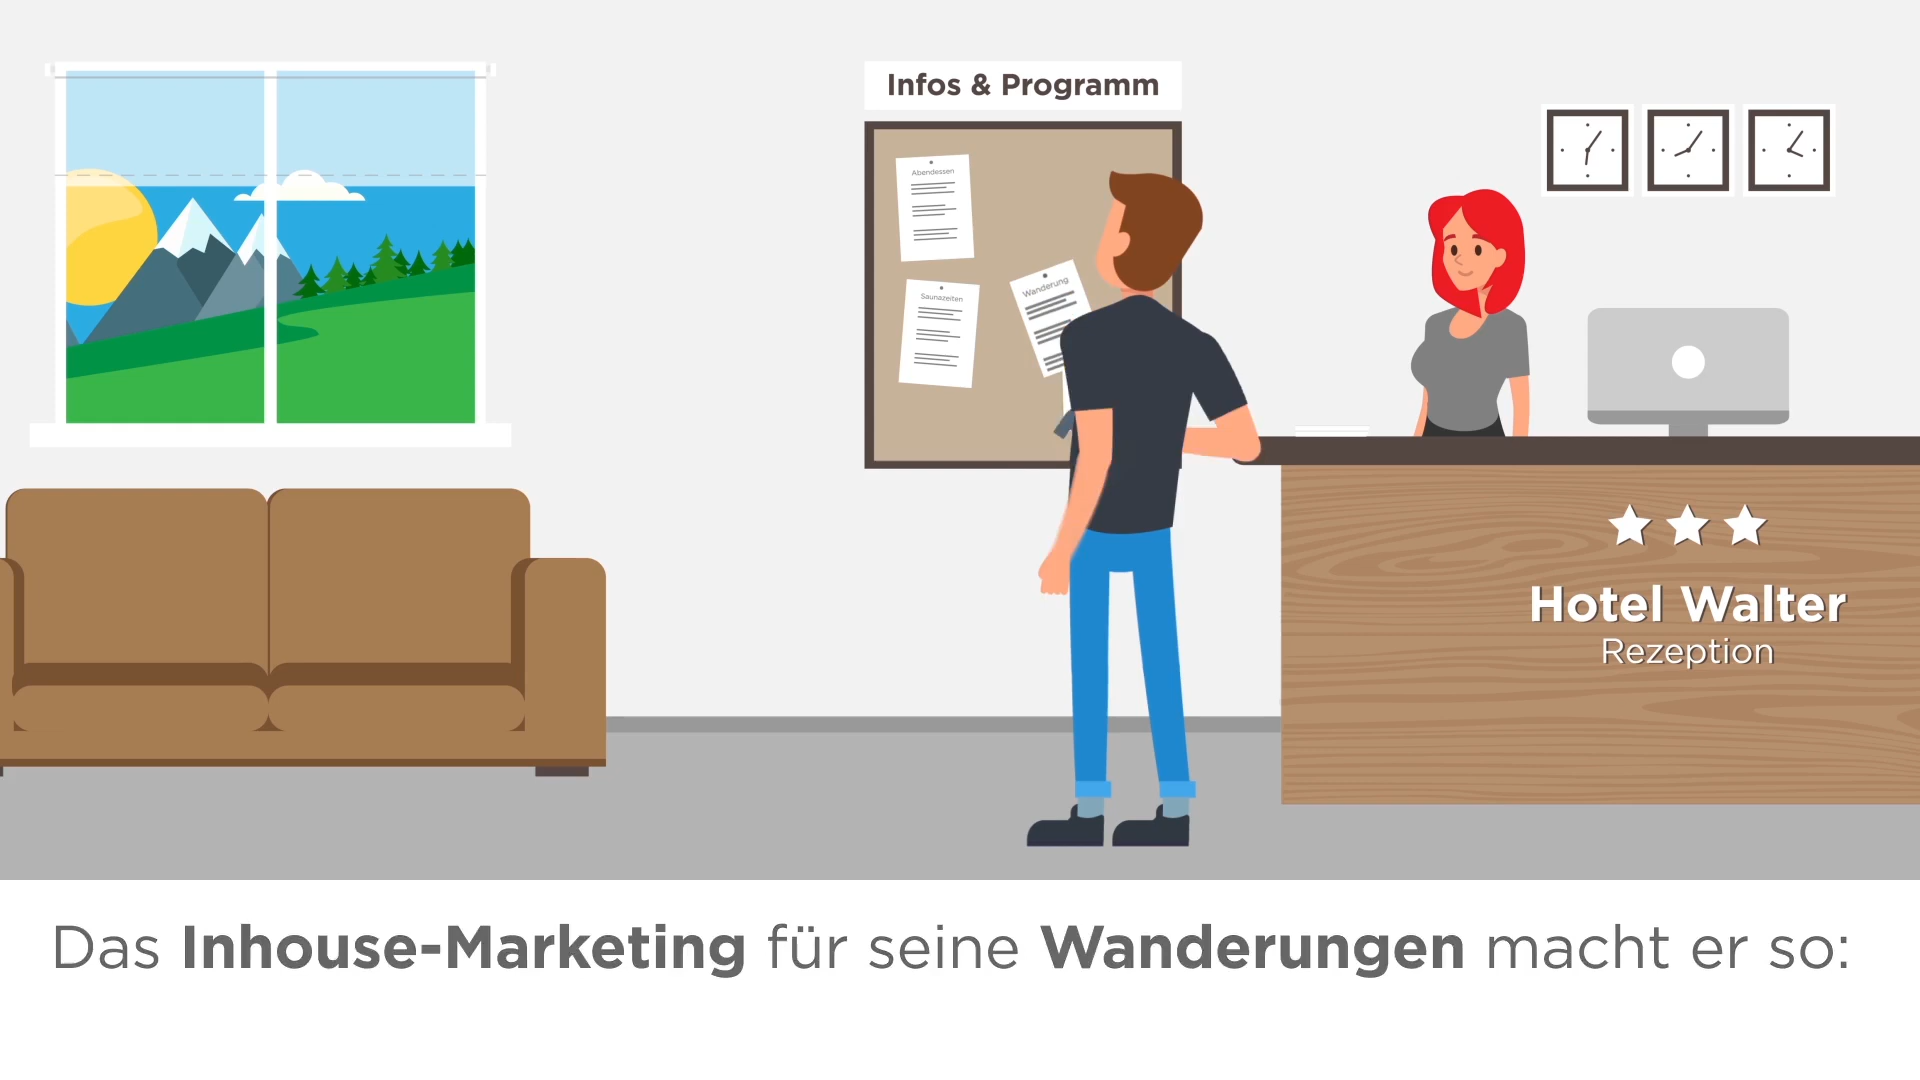 Infos & Programm
Abendessen
Saunazeiten
Wanderung
Hotel Walter
Rezeption
Das Inhouse-Marketing für seine Wanderungen macht er so: